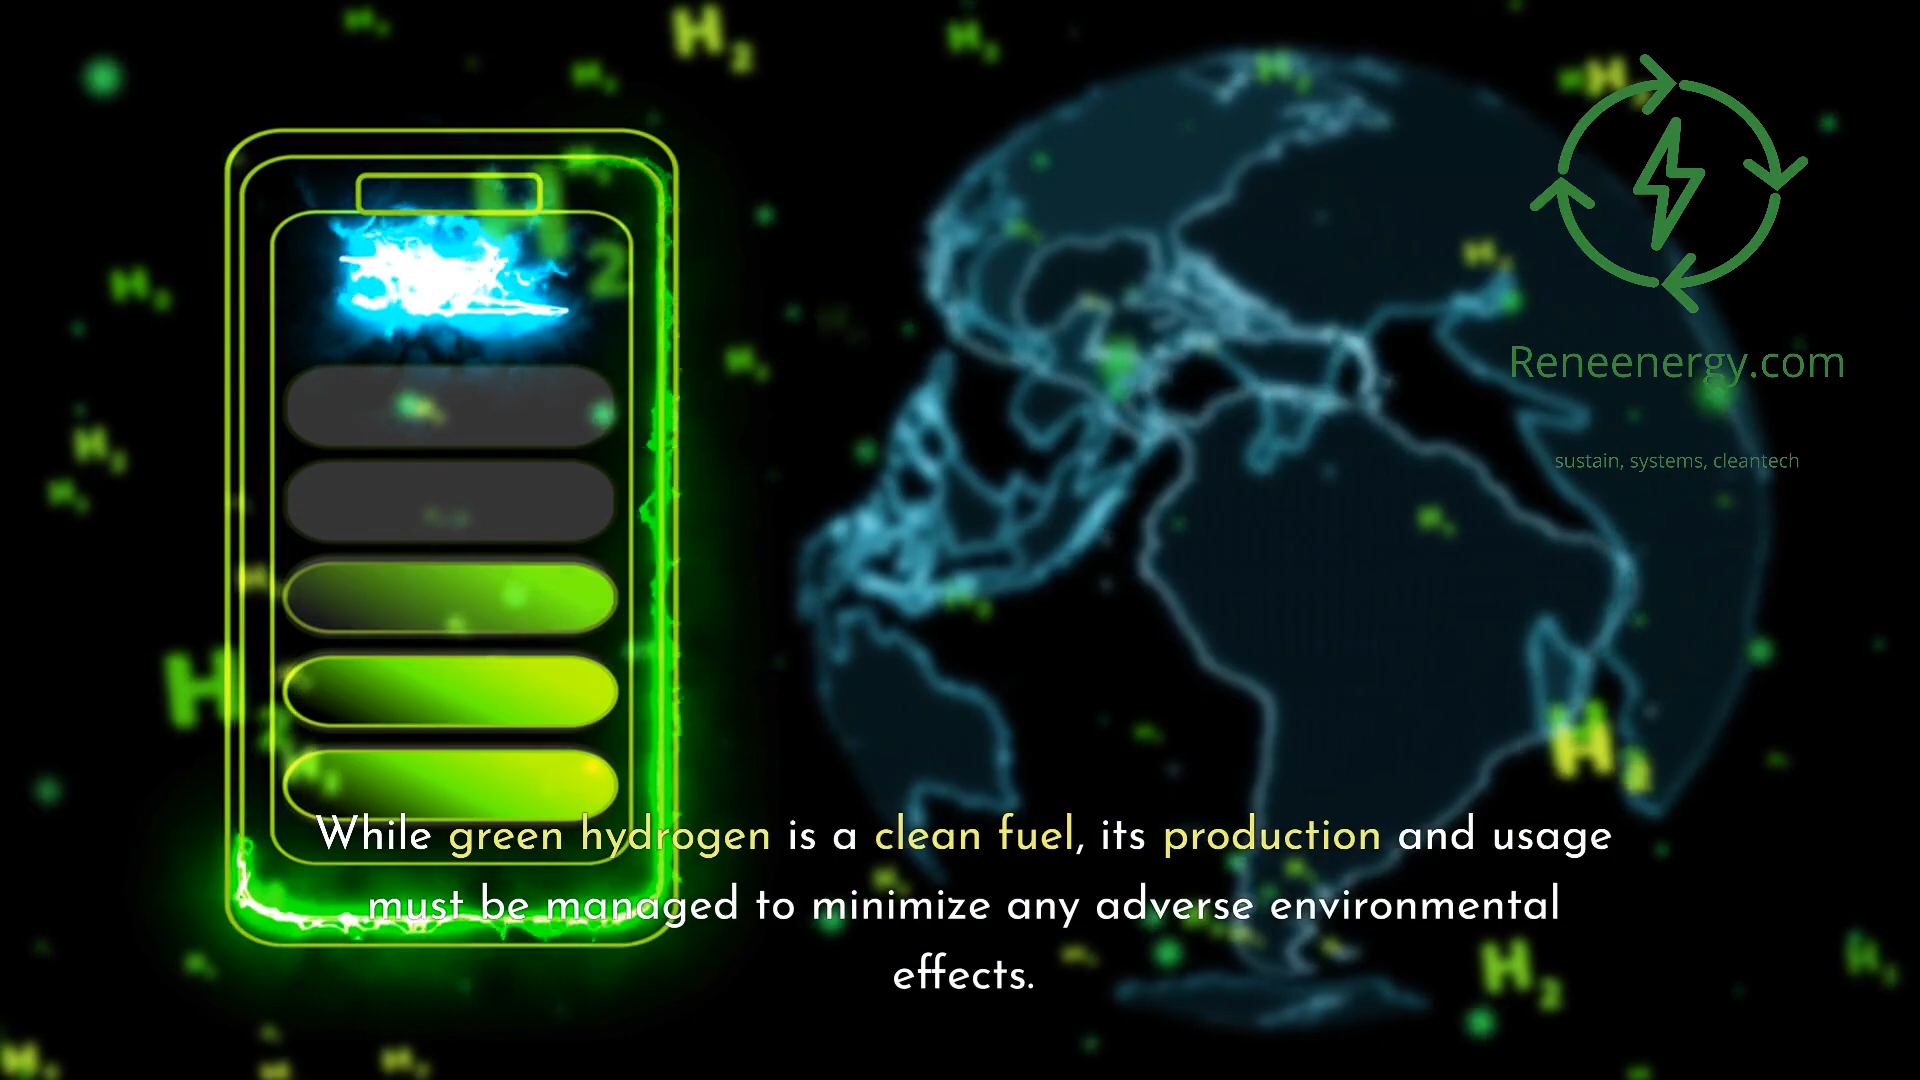 H2
Reneenergy.com
sustain, systems, cleantech
While green hydrogen is a clean fuel, its production and usage
must be managed to minimize any adverse environmental
effects.